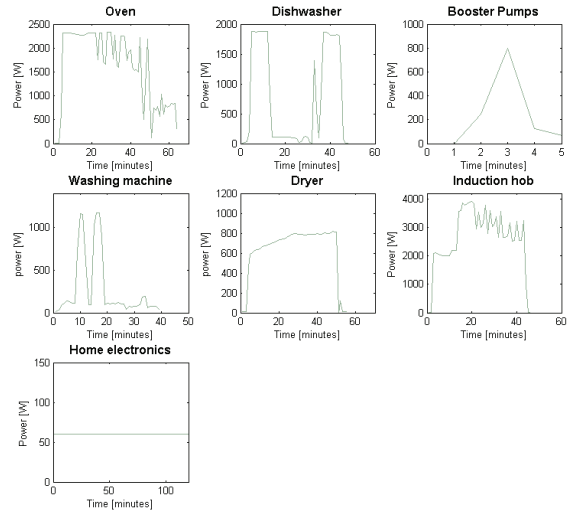 Oven
Power [W]
2500
2000
1500
1000
500
0
0 20 40 60
Time [minutes]
Dishwasher
Power [W]
2000
1500
1000
500
0
0 20 40 60
Time [minutes]
Booster Pumps
Power [W]
1000
800
600
400
200
0
0 1 2 3 4 5
Time [minutes]
Washing machine
power [W]
1000
500
0
0 10 20 30 40 50
Time [minutes]
Dryer
power [W]
1200
1000
800
600
400
200
0
0 20 40 60
Time [minutes]
Induction hob
Power [W]
4000
3000
2000
1000
0
0 20 40 60
Time [minutes]
Home electronics
Power [W]
150
100
50
0
0 50 100
Time [minutes]